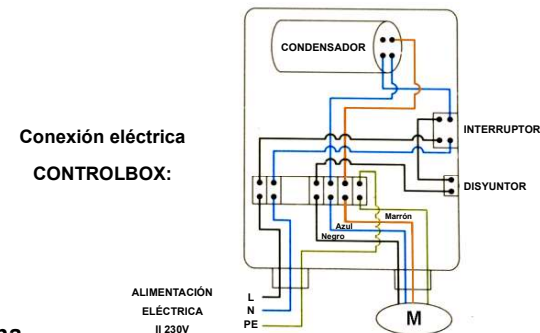 CONDENSADOR
INTERRUPTOR
Conexión eléctrica
CONTROLBOX:
DISYUNTOR
Marrón
Azul
Negro
ALIMENTACIÓN
ELÉCTRICA
II 230V
L
N
PE
M